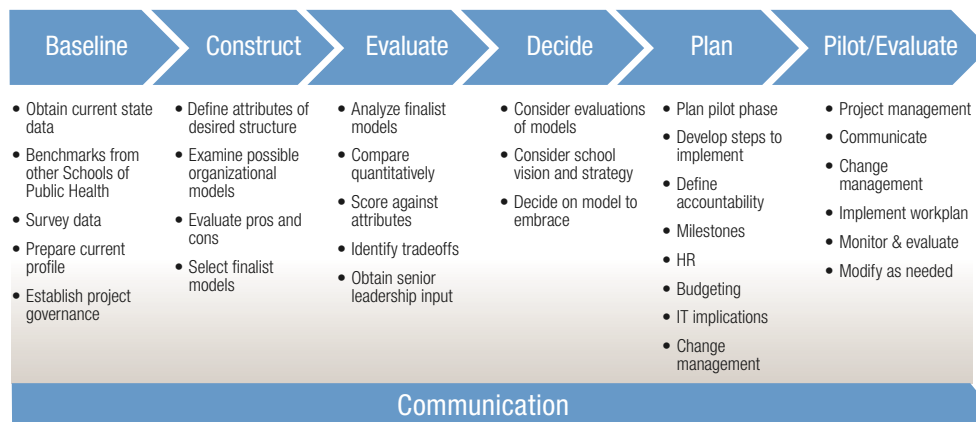 Baseline
• Obtain current state
data
• Benchmarks from
other Schools of
Public Health
• Survey data
• Prepare current
profile
• Establish project
governance
Construct
• Define attributes of
desired structure
• Examine possible
organizational
models
• Evaluate pros and
cons
• Select finalist
models
Evaluate
• Analyze finalist
models
• Compare
quantitatively
• Score against
attributes
• Identify tradeoffs
• Obtain senior
leadership input
Decide
• Consider evaluations
of models
• Consider school
vision and strategy
• Decide on model to
embrace
Plan
• Plan pilot phase
• Develop steps to
implement
• Define
accountability
• Milestones
• HR
• Budgeting
• IT implications
• Change
management
Pilot/Evaluate
• Project management
• Communicate
• Change
management
• Implement workplan
• Monitor & evaluate
• Modify as needed
Communication